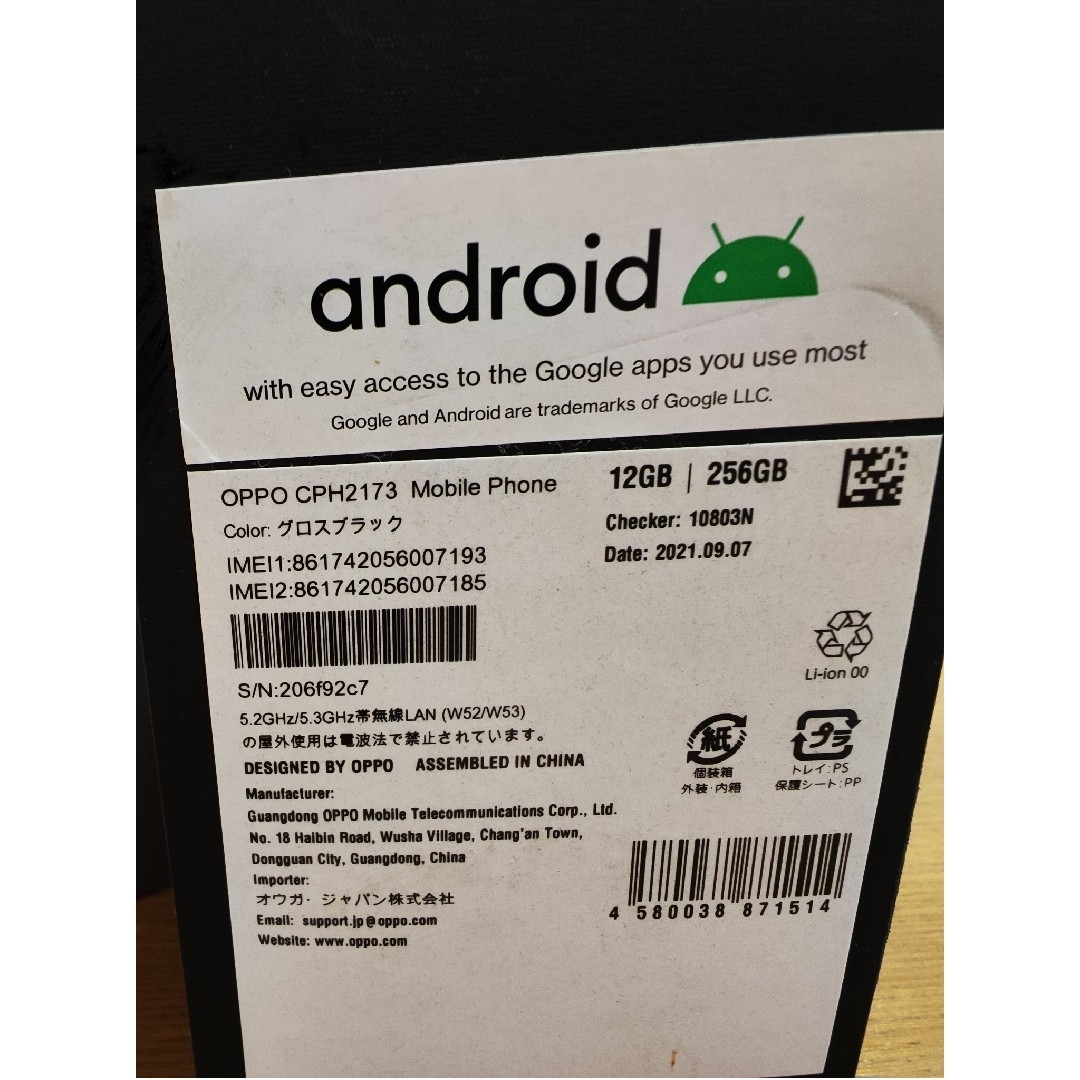 android
with easy access to the Google apps you use most
Google and Android are trademarks of Google LLC.
OPPO CPH2173 Mobile Phone
12GB | 256GB
Color: グロスブラック
Checker: 10803N
IMEI1:861742056007193
Date: 2021.09.07
IMEI2:861742056007185
S/N:206f92c7
Li-ion 00
5.2GHz/5.3GHz帯無線LAN (W52/W53)
の屋外使用は電波法で禁止されています。
DESIGNED BY OPPO ASSEMBLED IN CHINA
紙
個装箱
外装・内箱
プラ
トレイ:PS
保護シート:PP
Manufacturer:
Guangdong OPPO Mobile Telecommunications Corp., Ltd.
No. 18 Haibin Road, Wusha Village, Chang'an Town,
Dongguan City, Guangdong, China
Importer:
オウガ・ジャパン株式会社
Email: support.jp@oppo.com
Website: www.oppo.com
4 580038 871514